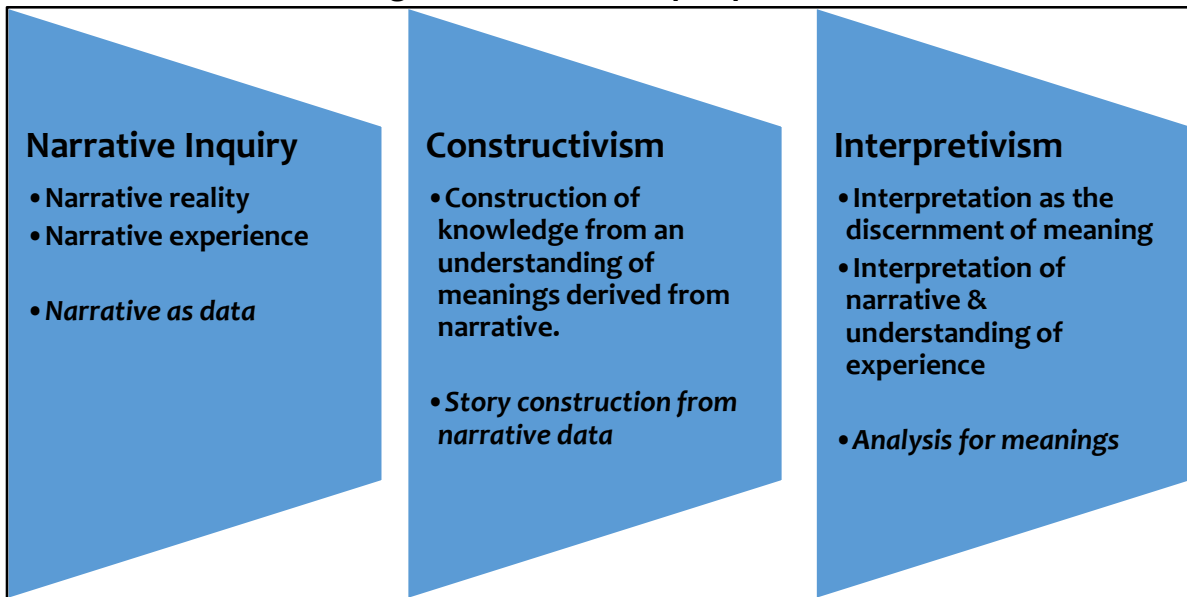 Narrative Inquiry
•Narrative reality
•Narrative experience
•Narrative as data
Constructivism
•Construction of
knowledge from an
understanding of
meanings derived from
narrative.
•Story construction from
narrative data
Interpretivism
•Interpretation as the
discernment of meaning
•Interpretation of
narrative &
understanding of
experience
•Analysis for meanings